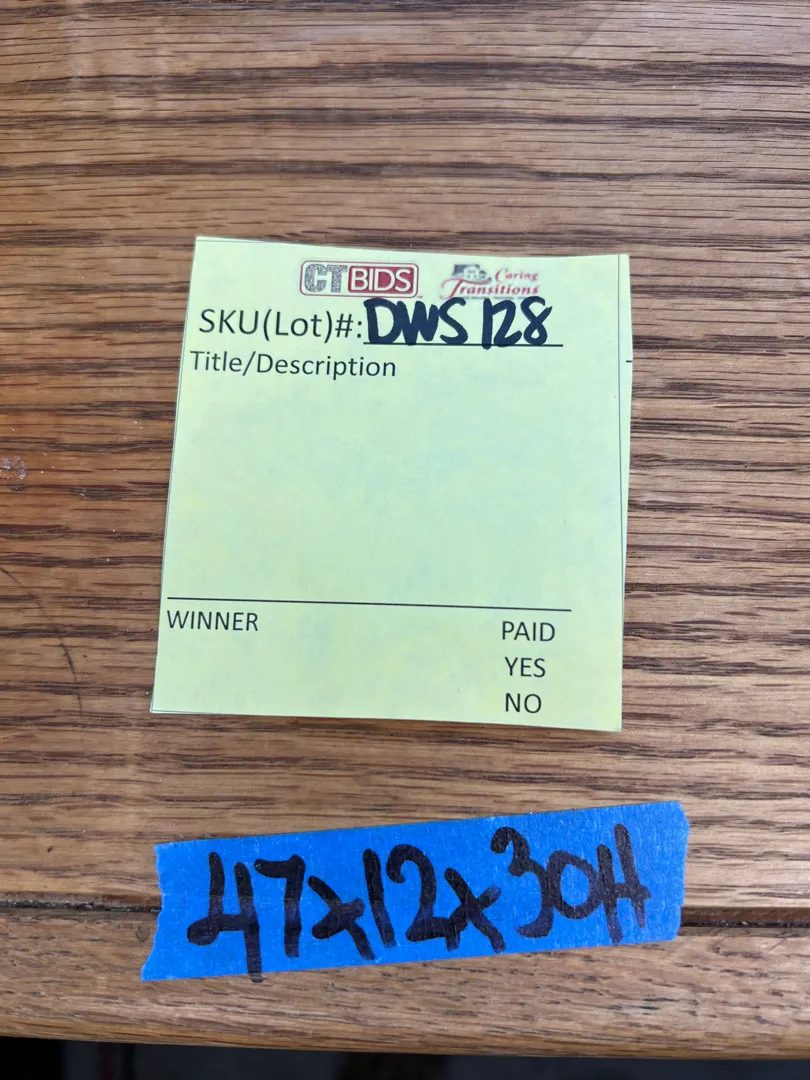 CTBIDS Caring Transitions
SKU(Lot)#: DWS 128
Title/Description
WINNER PAID
YES
NO
47x12x30H